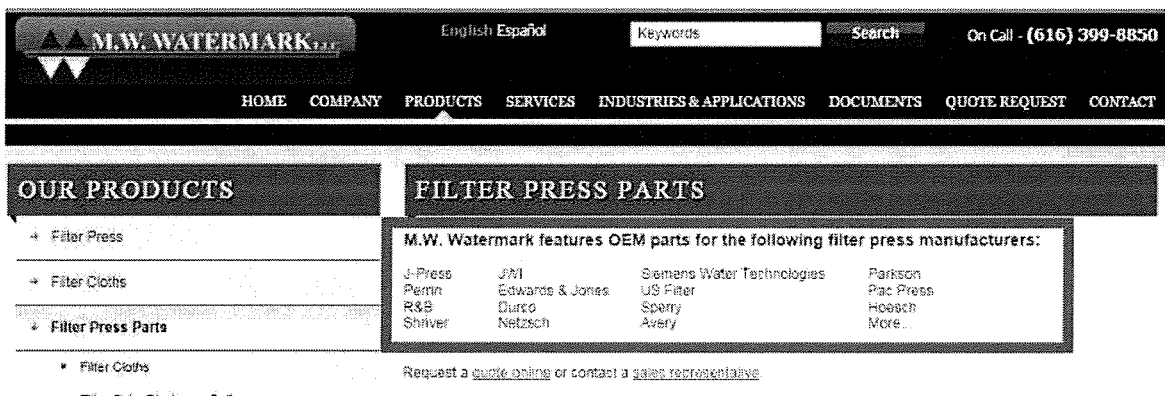 M.W. WATERMARK LLC
English Español
Keywords
Search
On Call - (616) 399-8850
HOME COMPANY PRODUCTS SERVICES INDUSTRIES & APPLICATIONS DOCUMENTS QUOTE REQUEST CONTACT
OUR PRODUCTS
Filter Press
Filter Cloths
Filter Press Parts
Filter Cloths
FILTER PRESS PARTS
M.W. Watermark features OEM parts for the following filter press manufacturers:
J-Press JWI Siemens Water Technologies Parkson
Perrin Edwards & Jones US Filter Pac Press
R&B Durco Sperry Hoesch
Shriver Netzsch Avery More...
Request a quote online or contact a sales representative